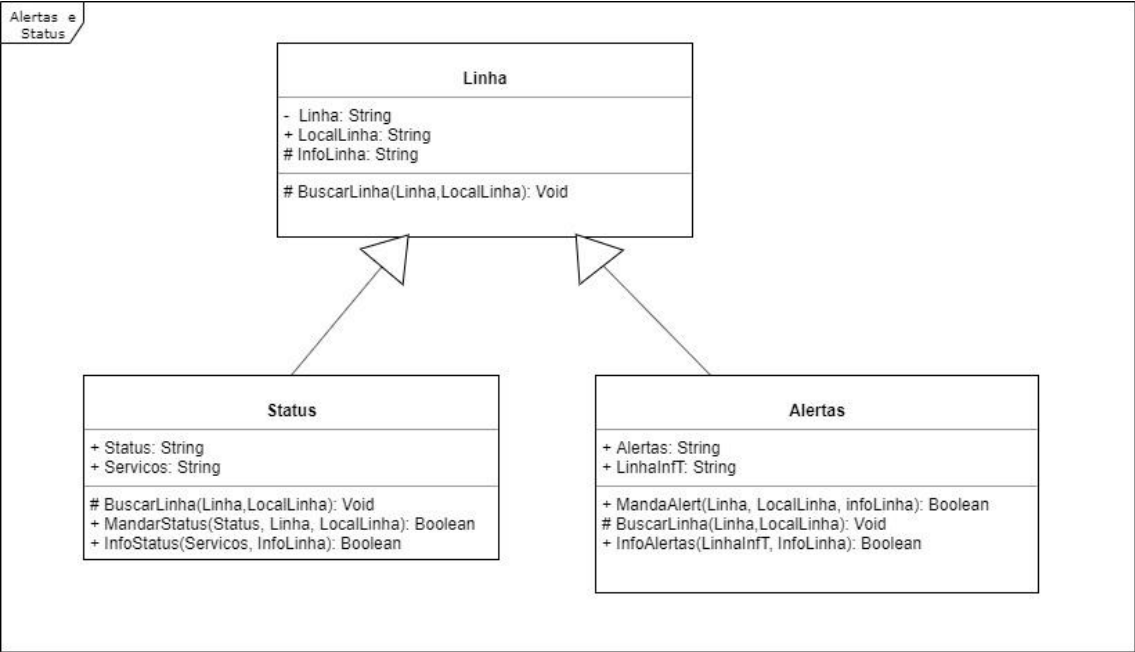 Alertas e
Status
Linha
- Linha: String
+ LocalLinha: String
# InfoLinha: String
# BuscarLinha(Linha,LocalLinha): Void
Status
+ Status: String
+ Servicos: String
# BuscarLinha(Linha,LocalLinha): Void
+ MandarStatus(Status, Linha, LocalLinha): Boolean
+ InfoStatus(Servicos, InfoLinha): Boolean
Alertas
+ Alertas: String
+ LinhaInfT: String
+ MandaAlert(Linha, LocalLinha, infoLinha): Boolean
# BuscarLinha(Linha,LocalLinha): Void
+ InfoAlertas(LinhaInfT, InfoLinha): Boolean